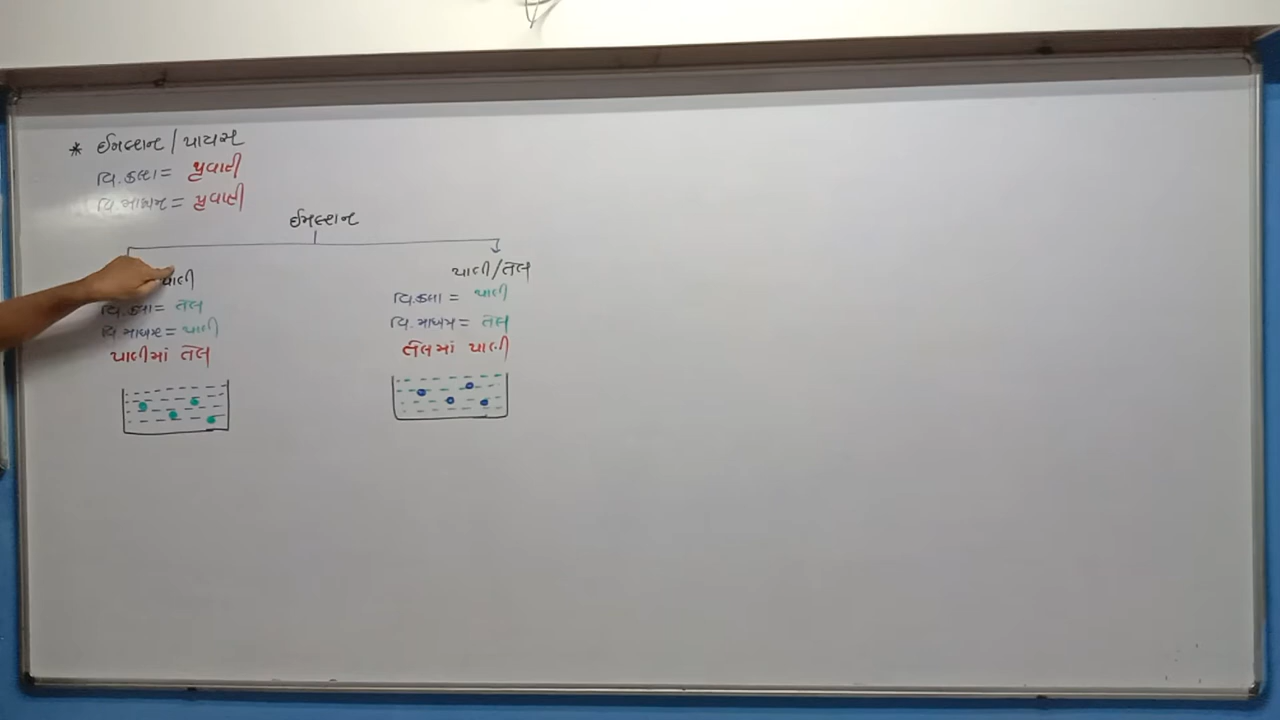 * ઈમલ્શન / પાયસ
વિ.કલા = પ્રવાહી
વિ.માધ્યમ = પ્રવાહી
ઈમલ્શન
પાણી
વિ.કલા = તેલ
વિ.માધ્યમ = પાણી
પાણીમાં તેલ
પાણી/તેલ
વિ.કલા = પાણી
વિ.માધ્યમ = તેલ
તેલમાં પાણી